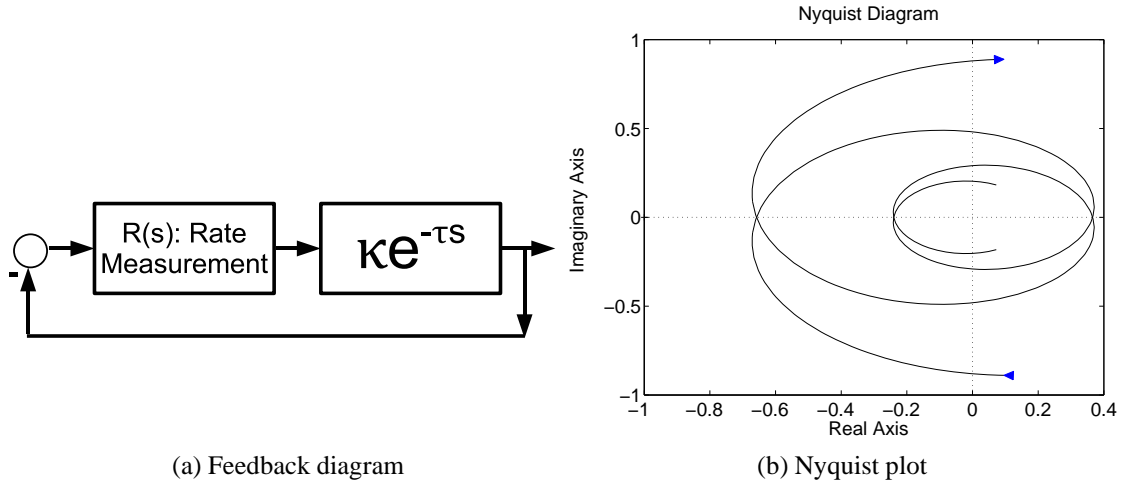 R(s): Rate
Measurement
κe-τs
-
(a) Feedback diagram
Nyquist Diagram
Imaginary Axis
1
0.5
0
−0.5
−1
−1
−0.8
−0.6
−0.4
−0.2
0
0.2
0.4
Real Axis
(b) Nyquist plot